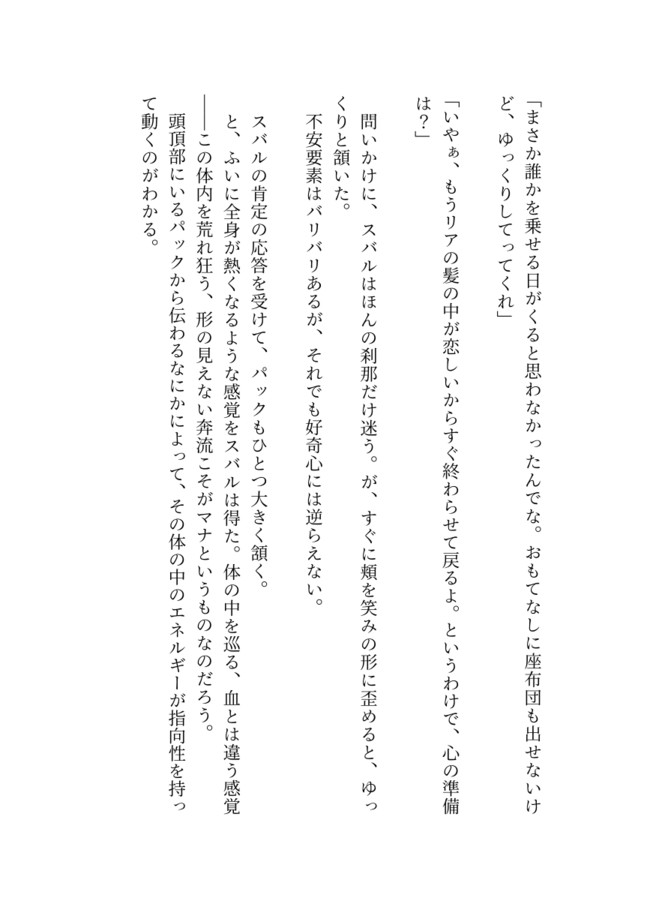 「まさか誰かを乗せる日がくると思わなかったんでな。おもてなしに座布団も出せないけ
ど、ゆっくりしてってくれ」
「いやぁ、もうリアの髪の中が恋しいからすぐ終わらせて戻るよ。というわけで、心の準備
は？」
問いかけに、スバルはほんの刹那だけ迷う。が、すぐに頬を笑みの形に歪めると、ゆっ
くりと頷いた。
不安要素はバリバリあるが、それでも好奇心には逆らえない。
スバルの肯定の応答を受けて、パックもひとつ大きく頷く。
と、ふいに全身が熱くなるような感覚をスバルは得た。体の中を巡る、血とは違う感覚
――この体内を荒れ狂う、形の見えない奔流こそがマナというものなのだろう。
頭頂部にいるパックから伝わるなにかによって、その体の中のエネルギーが指向性を持っ
て動くのがわかる。